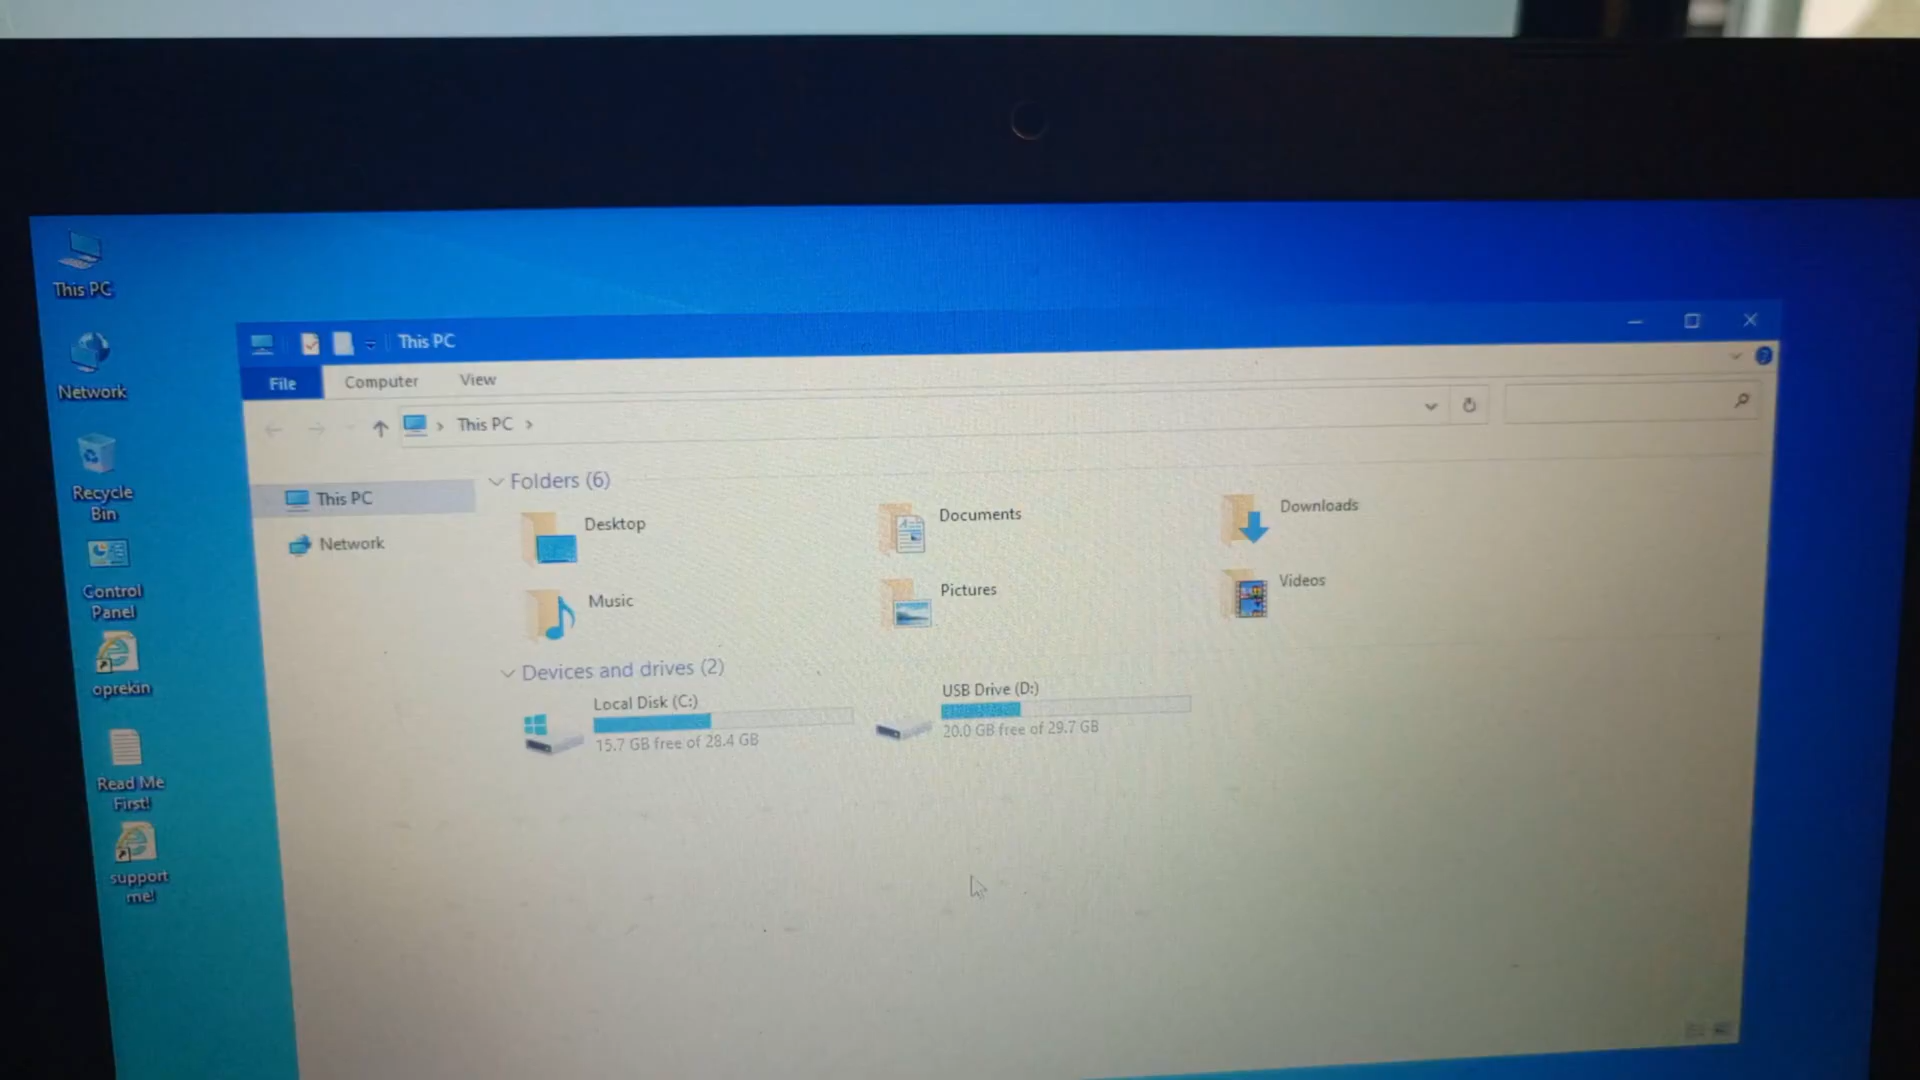 This PC
Network
Recycle
Bin
Control
Panel
oprekin
Read Me
First!
support
me!
This PC
File
Computer
View
This PC
This PC
Network
Folders (6)
Desktop
Documents
Downloads
Music
Pictures
Videos
Devices and drives (2)
Local Disk (C:)
15.7 GB free of 28.4 GB
USB Drive (D:)
20.0 GB free of 29.7 GB